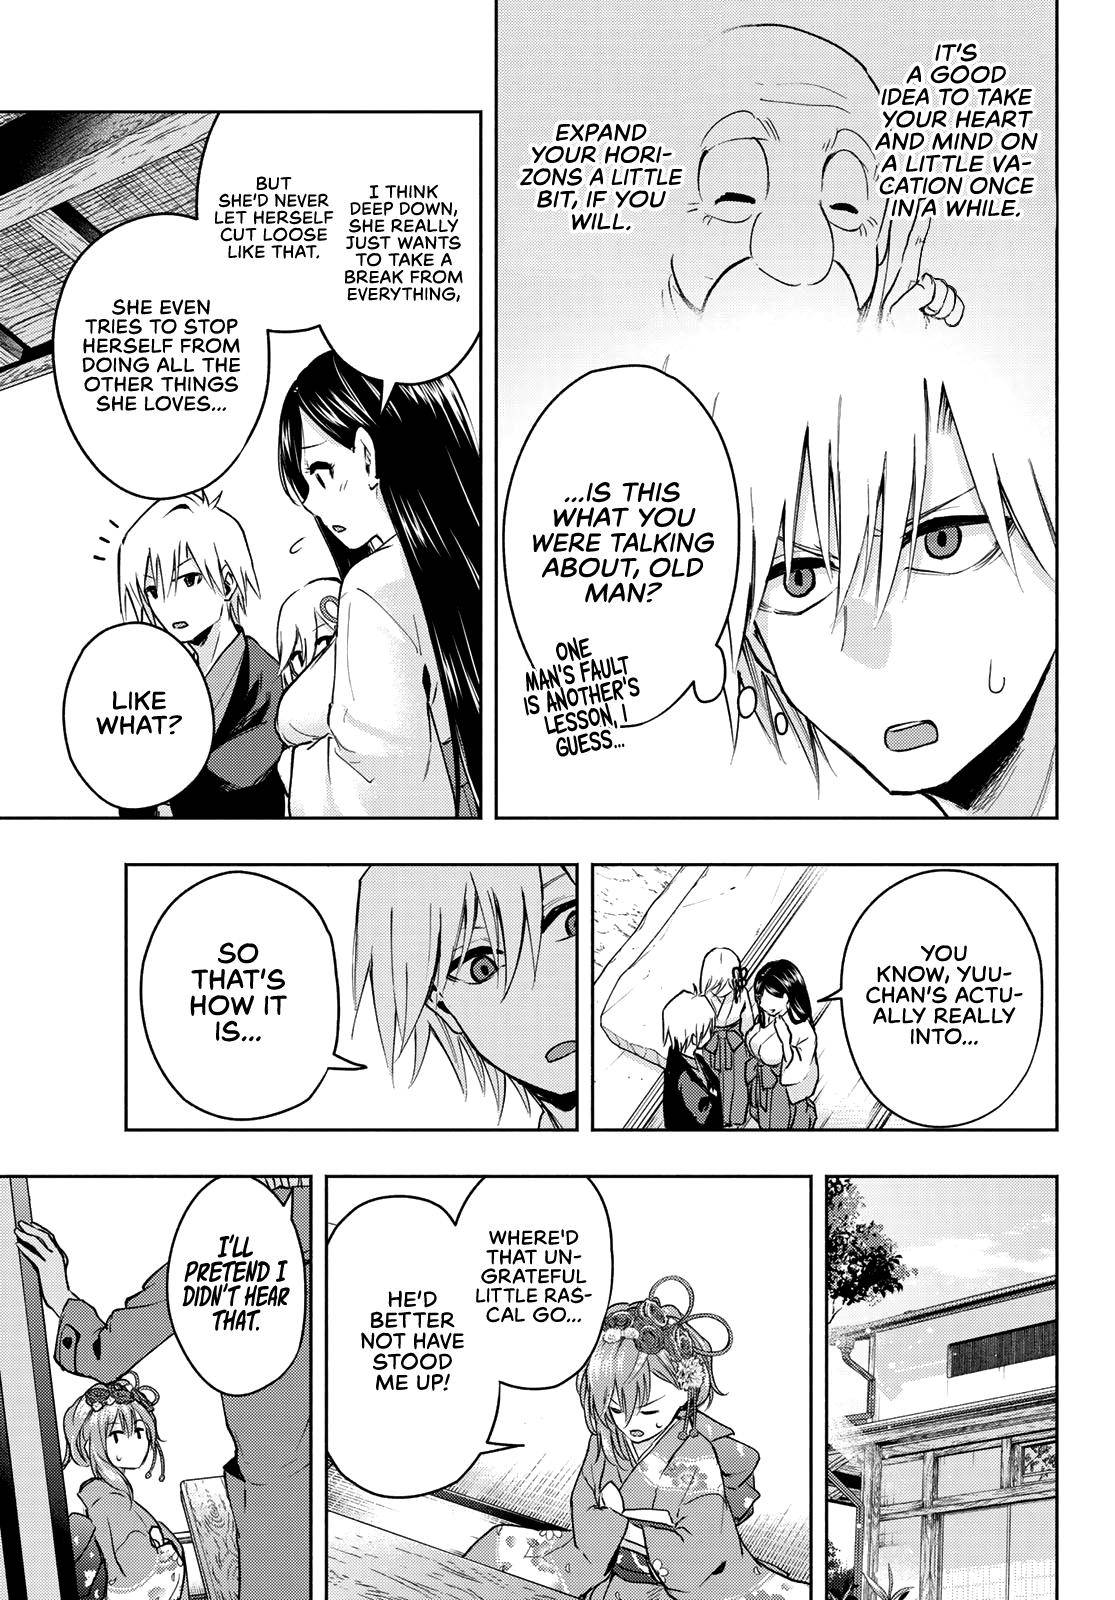 IT'S
A GOOD
IDEA TO TAKE
YOUR HEART
AND MIND ON
A LITTLE VA-
CATION ONCE
IN A WHILE.
EXPAND
YOUR HORI-
ZONS A LITTLE
BIT, IF YOU
WILL.
...IS THIS
WHAT YOU
WERE TALKING
ABOUT, OLD
MAN?
ONE
MAN'S FAULT
IS ANOTHER'S
LESSON, I
GUESS...
I THINK
DEEP DOWN,
SHE REALLY
JUST WANTS
TO TAKE A
BREAK FROM
EVERYTHING,
BUT
SHE'D NEVER
LET HERSELF
CUT LOOSE
LIKE THAT.
SHE EVEN
TRIES TO STOP
HERSELF FROM
DOING ALL THE
OTHER THINGS
SHE LOVES...
LIKE
WHAT?
YOU
KNOW, YUU-
CHAN'S ACTU-
ALLY REALLY
INTO...
SO
THAT'S
HOW IT
IS...
WHERE'D
THAT UN-
GRATEFUL
LITTLE RAS-
CAL GO...
HE'D
BETTER
NOT HAVE
STOOD
ME UP!
I'LL
PRETEND I
DIDN'T HEAR
THAT.